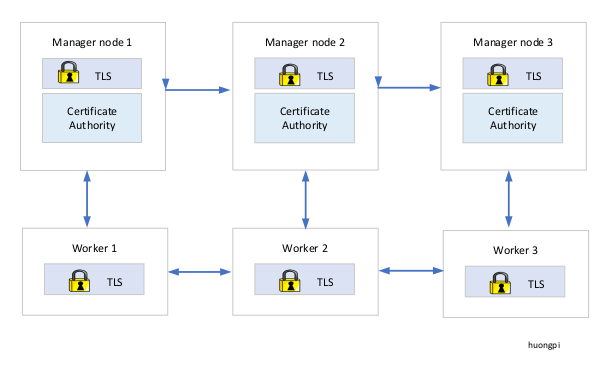 Manager node 1
TLS
Certificate
Authority
Manager node 2
TLS
Certificate
Authority
Manager node 3
TLS
Certificate
Authority
Worker 1
TLS
Worker 2
TLS
Worker 3
TLS
huongpi